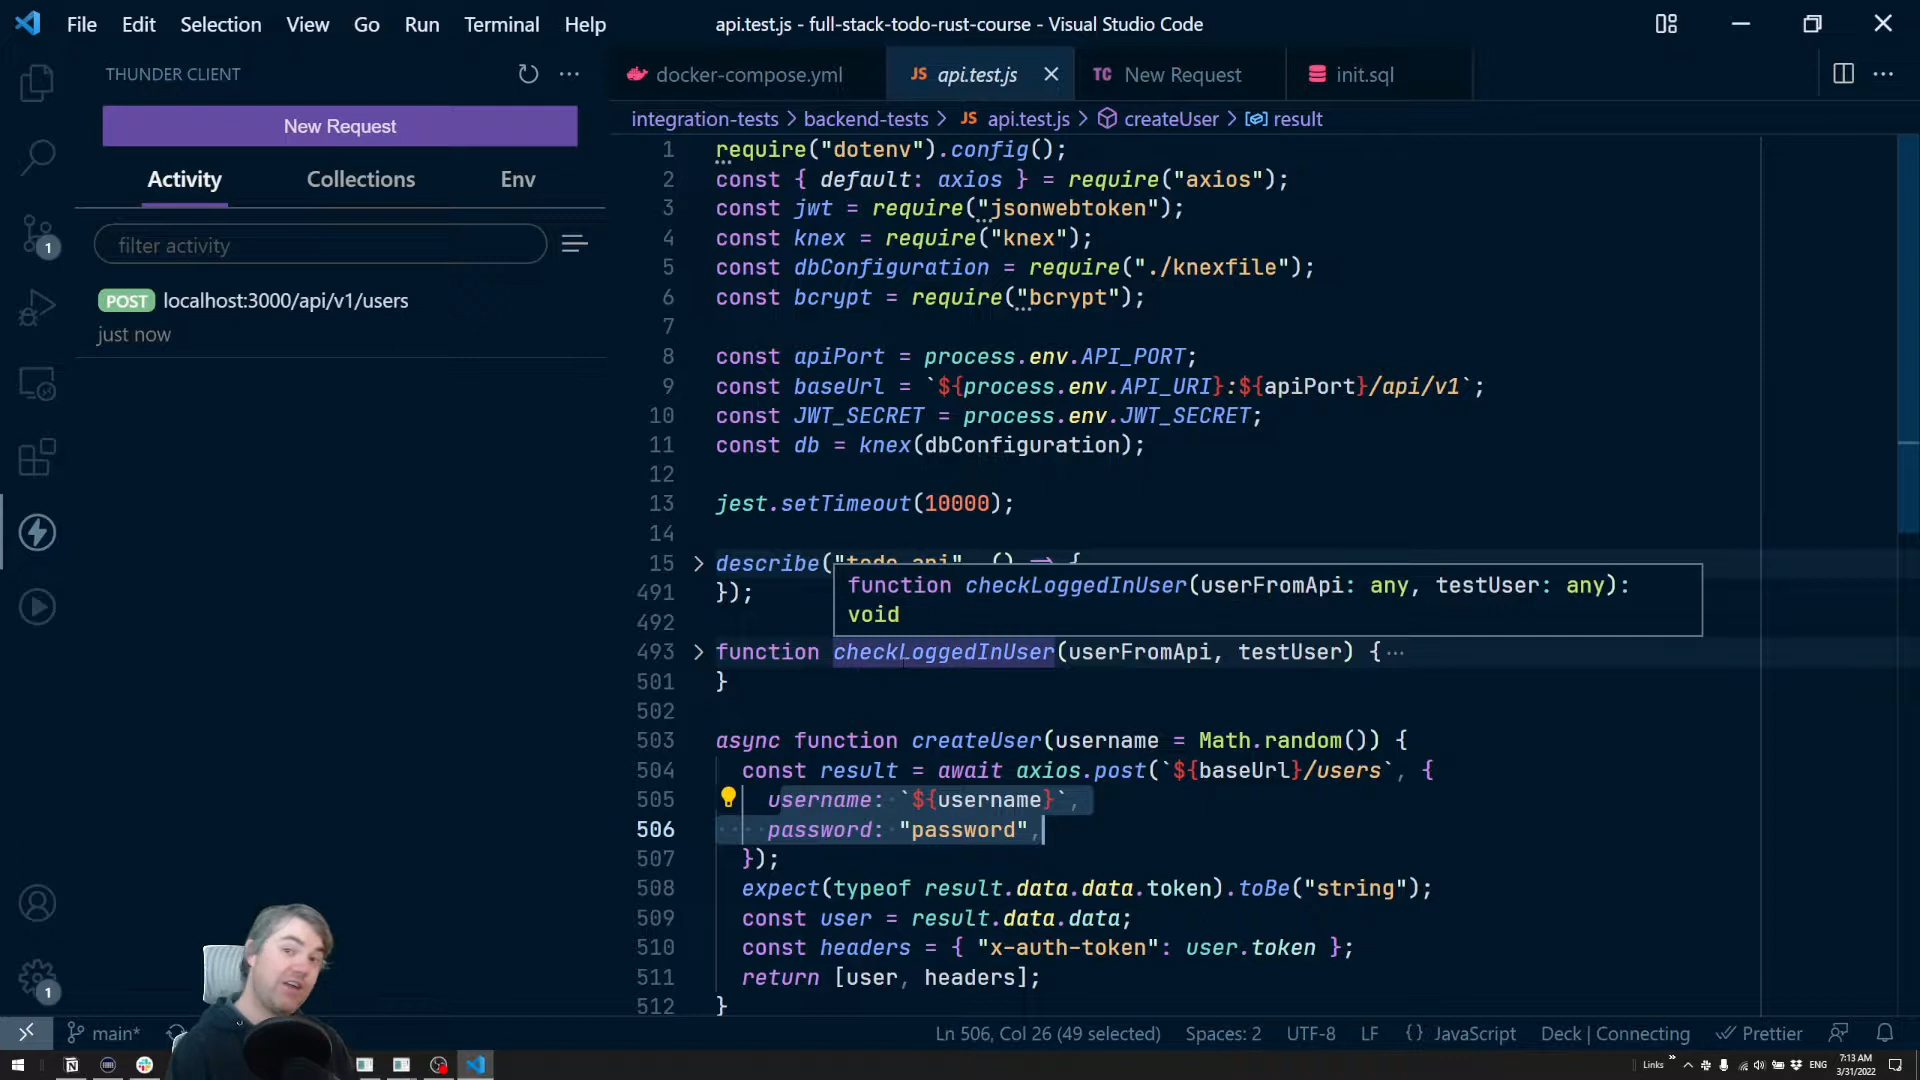 File Edit Selection View Go Run Terminal Help
api.test.js - full-stack-todo-rust-course - Visual Studio Code
THUNDER CLIENT
New Request
Activity Collections Env
filter activity
POST localhost:3000/api/v1/users
just now
docker-compose.yml
JS api.test.js
TC New Request
init.sql
integration-tests > backend-tests > JS api.test.js > createUser > result
1 require("dotenv").config();
2 const { default: axios } = require("axios");
3 const jwt = require("jsonwebtoken");
4 const knex = require("knex");
5 const dbConfiguration = require("./knexfile");
6 const bcrypt = require("bcrypt");
7
8 const apiPort = process.env.API_PORT;
9 const baseUrl = `${process.env.API_URI}:${apiPort}/api/v1`;
10 const JWT_SECRET = process.env.JWT_SECRET;
11 const db = knex(dbConfiguration);
12
13 jest.setTimeout(10000);
14
15 describe("todo api", () => {
function checkLoggedInUser(userFromApi: any, testUser: any):
void
491 });
492
493 function checkLoggedInUser(userFromApi, testUser) {···
501 }
502
503 async function createUser(username = Math.random()) {
504 const result = await axios.post(`${baseUrl}/users`, {
505 username: `${username}`,
506 password: "password",
507 });
508 expect(typeof result.data.data.token).toBe("string");
509 const user = result.data.data;
510 const headers = { "x-auth-token": user.token };
511 return [user, headers];
512 }
1
1
main*
Ln 506, Col 26 (49 selected) Spaces: 2 UTF-8 LF {} JavaScript Deck | Connecting Prettier
Links ENG 7:13 AM
3/31/2022